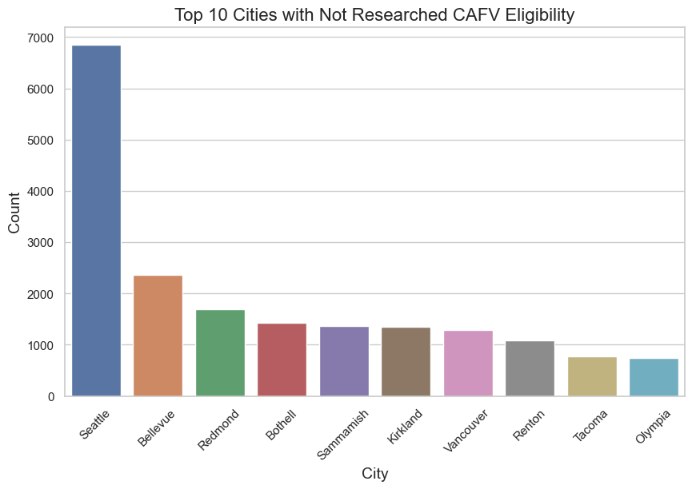 Top 10 Cities with Not Researched CAFV Eligibility
7000
6000
5000
4000
3000
2000
1000
0
Count
Seattle
Bellevue
Redmond
Bothell
Sammamish
Kirkland
Vancouver
Renton
Tacoma
Olympia
City